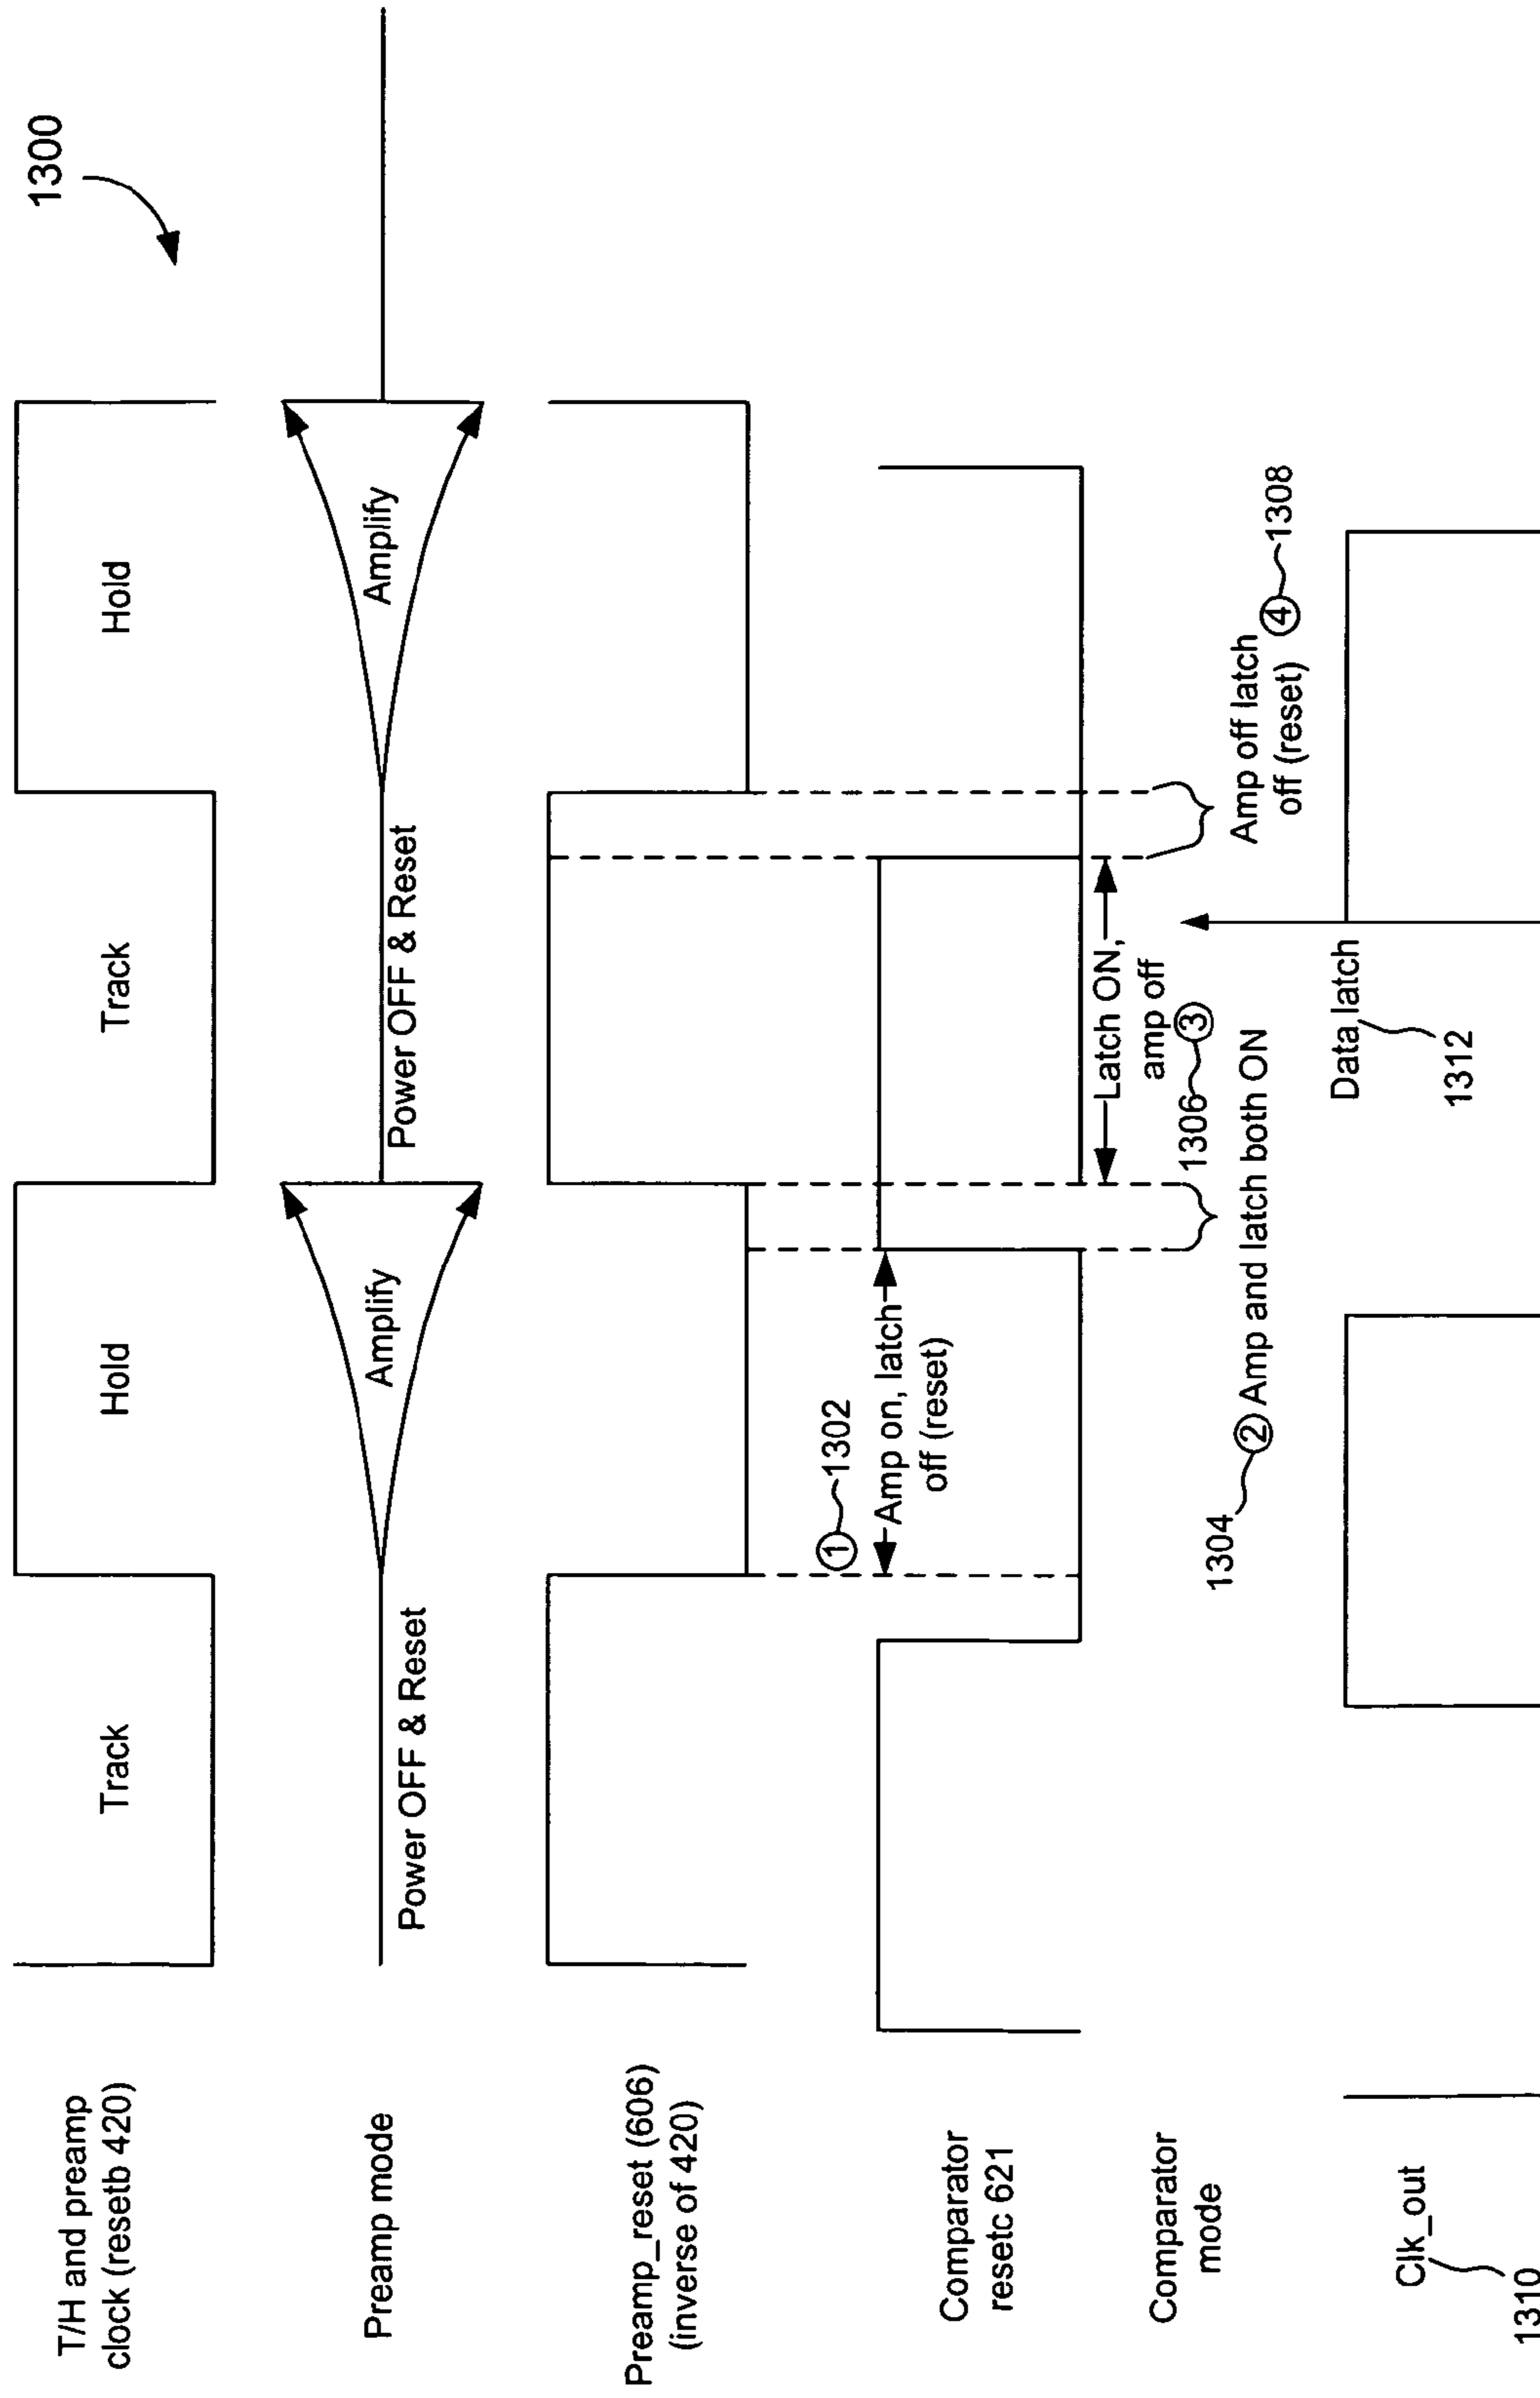 1300
T/H and preamp
clock (resetb 420)
Track
Hold
Track
Hold
Preamp mode
Power OFF & Reset
Amplify
Power OFF & Reset
Amplify
Preamp_reset (606)
(inverse of 420)
1 1302
Comparator
resetc 621
Amp on, latch
off (reset)
Comparator
mode
Latch ON,
amp off
1306 3
1304 2 Amp and latch both ON
Amp off latch
off (reset) 4 1308
Clk_out
1310
Data latch
1312